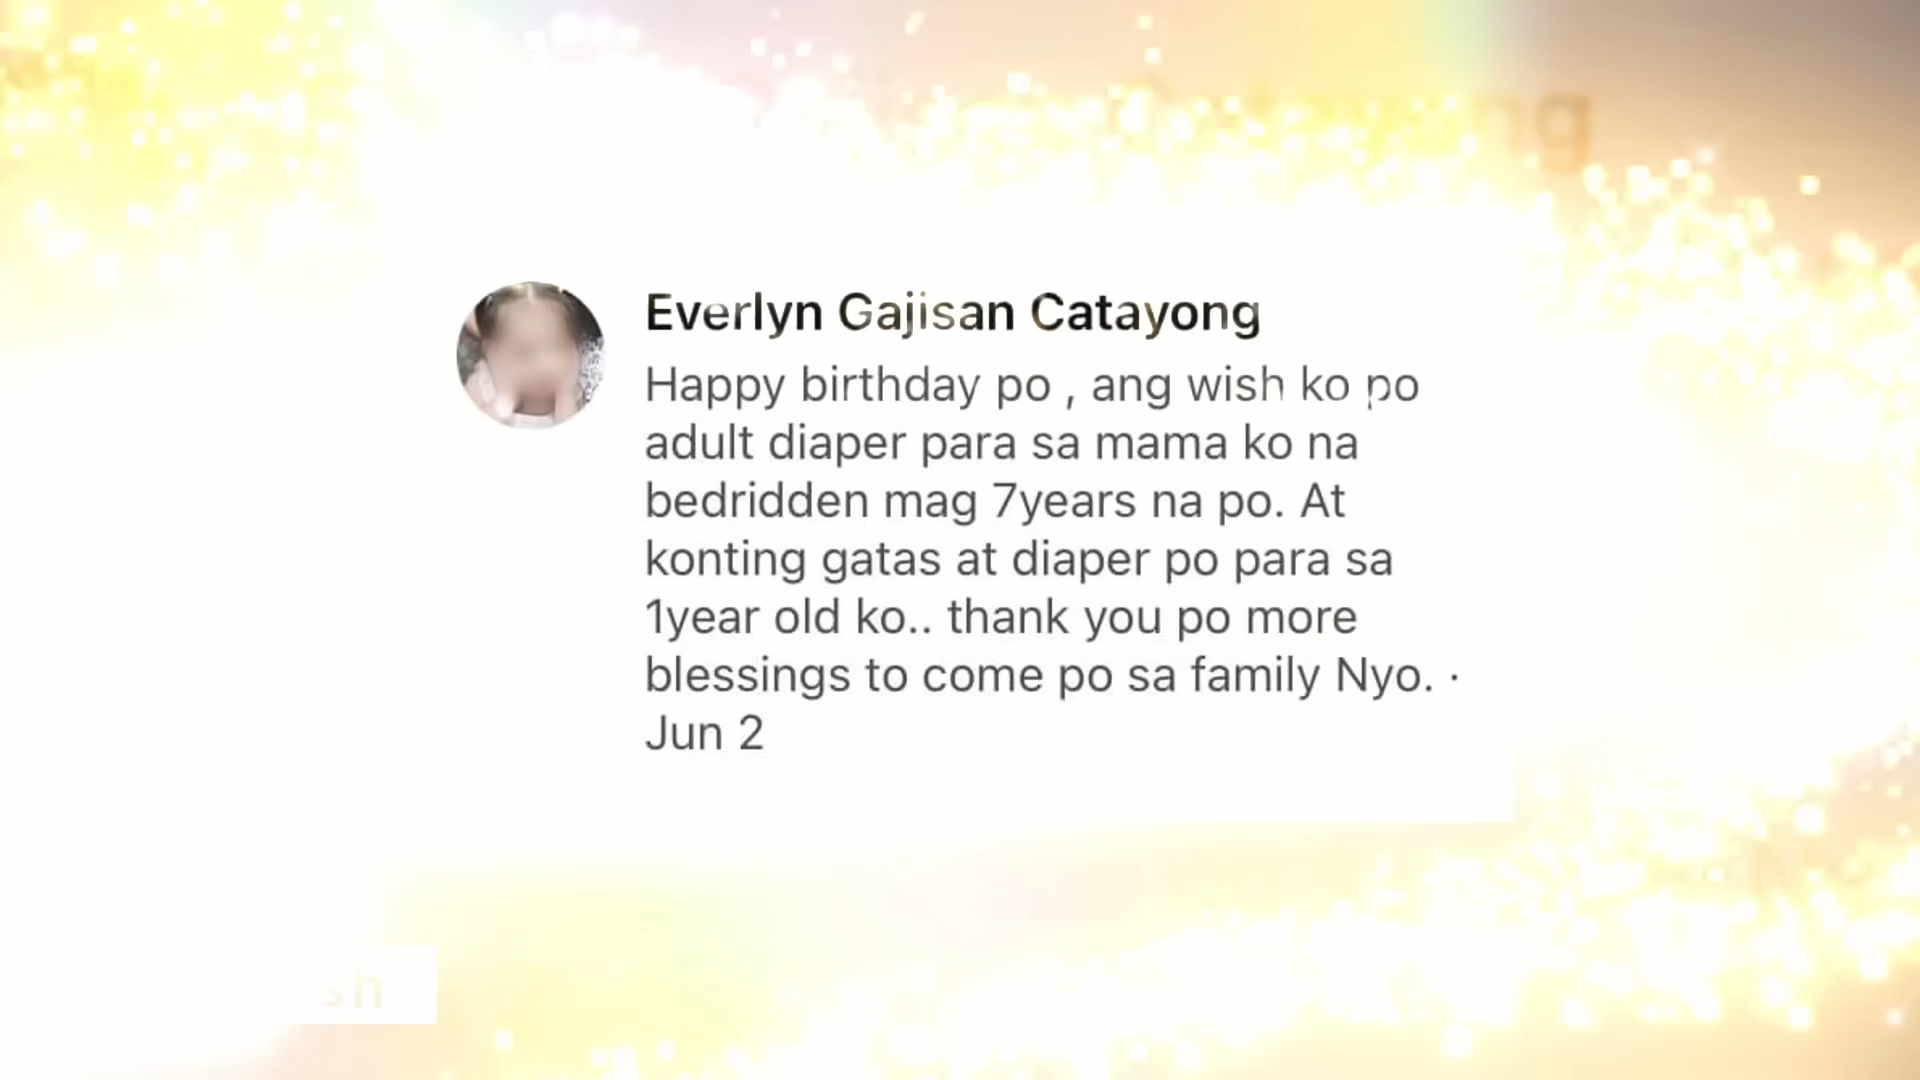 Everlyn Gajisan Catayong
Happy birthday po , ang wish ko po
adult diaper para sa mama ko na
bedridden mag 7years na po. At
konting gatas at diaper po para sa
1year old ko.. thank you po more
blessings to come po sa family Nyo. ·
Jun 2